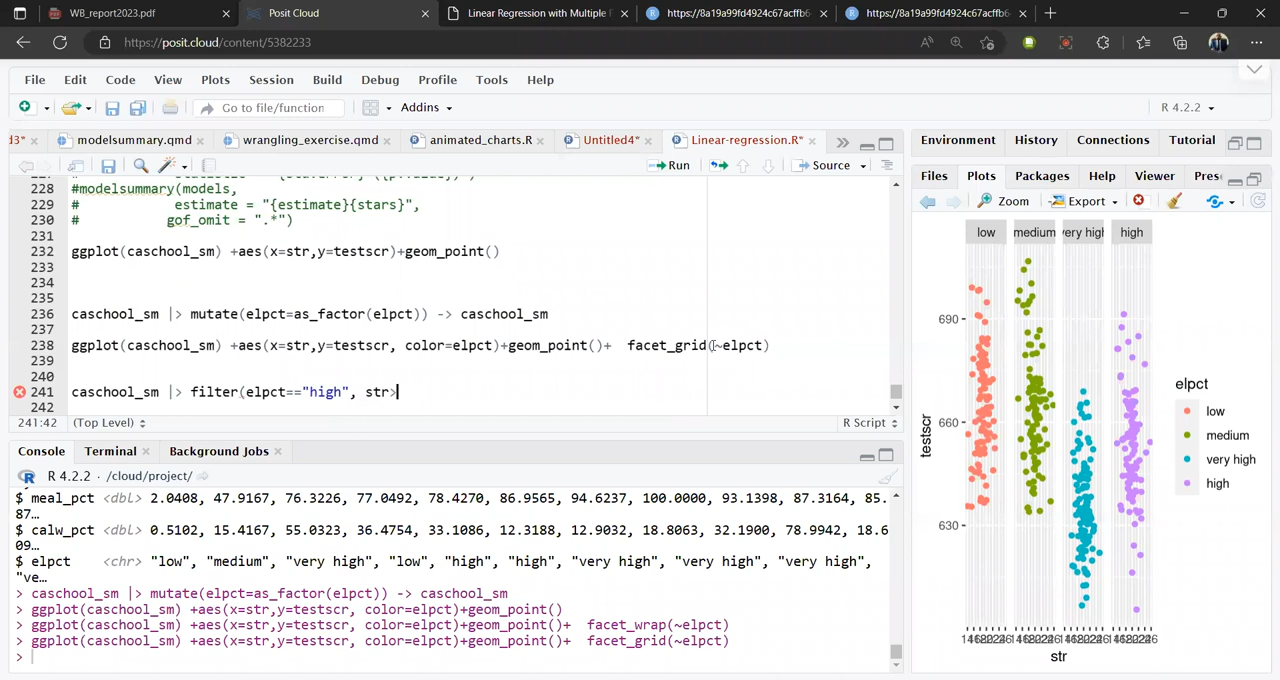 WB_report2023.pdf
Posit Cloud
Linear Regression with Multiple
https://8a19a99fd4924c67acffb6
https://8a19a99fd4924c67acffb6
https://posit.cloud/content/5382233
File Edit Code View Plots Session Build Debug Profile Tools Help
Go to file/function
Addins
R 4.2.2
d3*
modelsummary.qmd
wrangling_exercise.qmd
animated_charts.R
Untitled4*
Linear-regression.R*
Run
Source
228 #modelsummary(models,
229 # estimate = "{estimate}{stars}",
230 # gof_omit = ".*")
231
232 ggplot(caschool_sm) +aes(x=str,y=testscr)+geom_point()
233
234
235
236 caschool_sm |> mutate(elpct=as_factor(elpct)) -> caschool_sm
237
238 ggplot(caschool_sm) +aes(x=str,y=testscr, color=elpct)+geom_point()+  facet_grid(~elpct)
239
240
241 caschool_sm |> filter(elpct=="high", str>
242
241:42 (Top Level) R Script
Console Terminal Background Jobs
R 4.2.2 · /cloud/project/
$ meal_pct <dbl> 2.0408, 47.9167, 76.3226, 77.0492, 78.4270, 86.9565, 94.6237, 100.0000, 93.1398, 87.3164, 85.
87…
$ calw_pct <dbl> 0.5102, 15.4167, 55.0323, 36.4754, 33.1086, 12.3188, 12.9032, 18.8063, 32.1900, 78.9942, 18.6
09…
$ elpct <chr> "low", "medium", "very high", "low", "high", "high", "very high", "very high", "very high",
"ve…
> caschool_sm |> mutate(elpct=as_factor(elpct)) -> caschool_sm
> ggplot(caschool_sm) +aes(x=str,y=testscr, color=elpct)+geom_point()
> ggplot(caschool_sm) +aes(x=str,y=testscr, color=elpct)+geom_point()+  facet_wrap(~elpct)
> ggplot(caschool_sm) +aes(x=str,y=testscr, color=elpct)+geom_point()+  facet_grid(~elpct)
>
Environment History Connections Tutorial
Files Plots Packages Help Viewer Pres
Zoom Export
low medium very high high
690
660
630
testscr
str
elpct
low
medium
very high
high